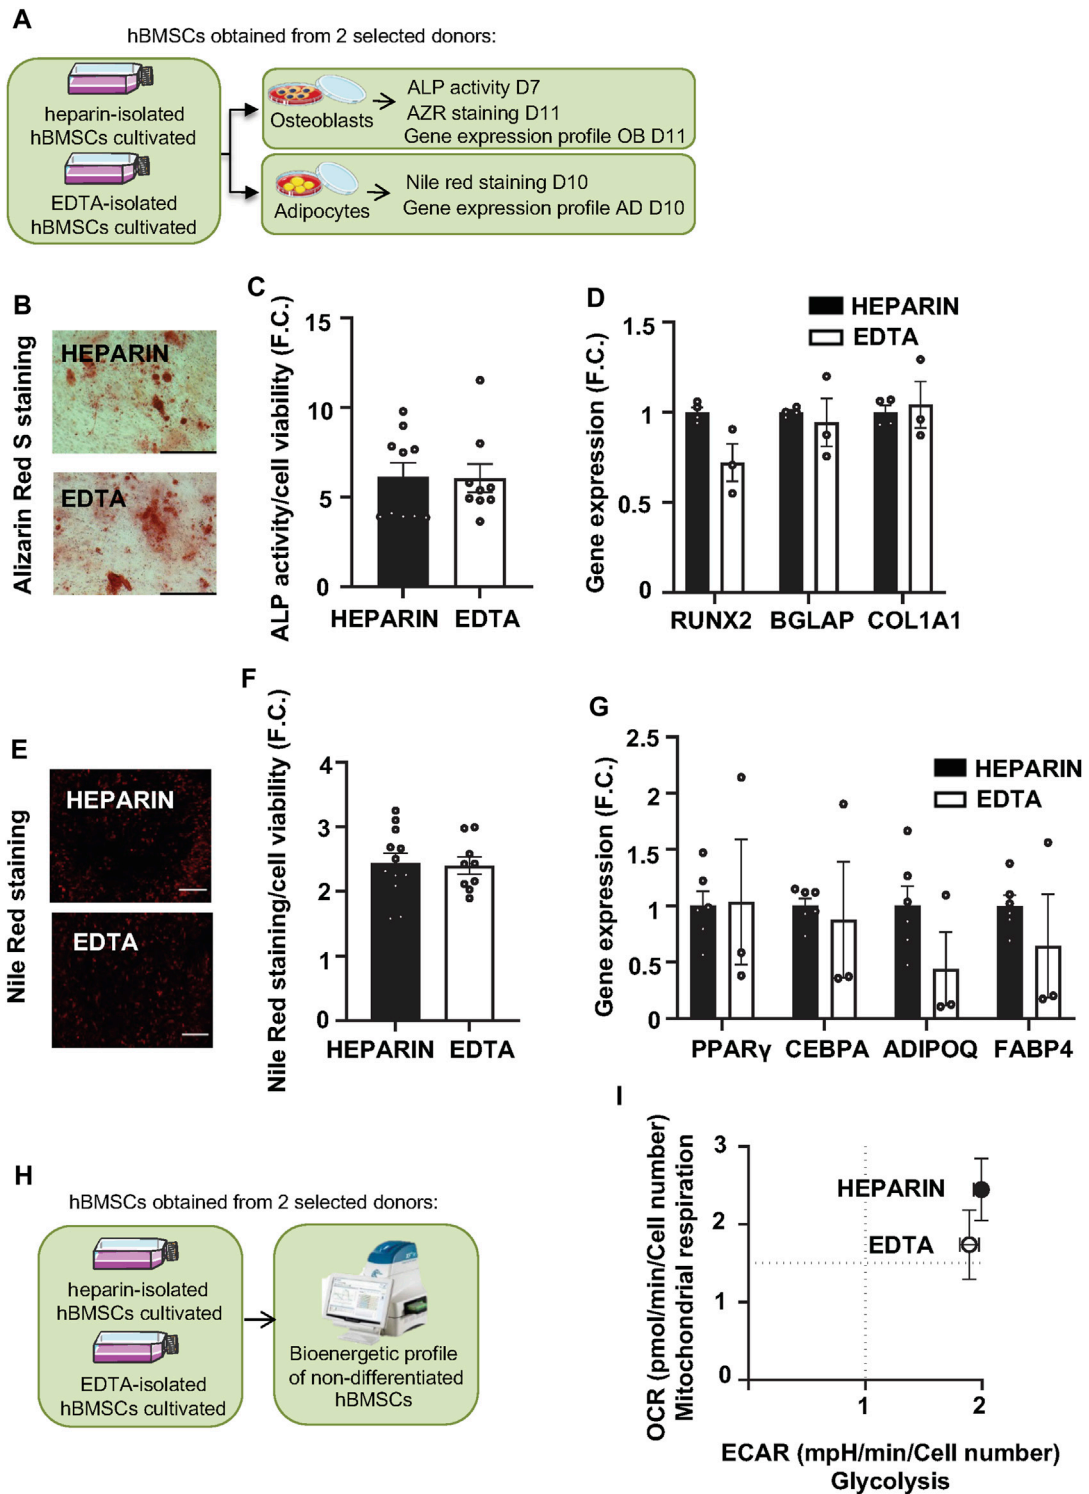 A
hBMSCs obtained from 2 selected donors:
heparin-isolated
hBMSCs cultivated
EDTA-isolated
hBMSCs cultivated
Osteoblasts
ALP activity D7
AZR staining D11
Gene expression profile OB D11
Adipocytes
Nile red staining D10
Gene expression profile AD D10
B
Alizarin Red S staining
HEPARIN
EDTA
C
ALP activity/cell viability (F.C.)
15
10
5
0
HEPARIN EDTA
D
HEPARIN
EDTA
Gene expression (F.C.)
1.5
1
0.5
0
RUNX2 BGLAP COL1A1
E
Nile Red staining
HEPARIN
EDTA
F
Nile Red staining/cell viability (F.C.)
4
3
2
1
0
HEPARIN EDTA
G
HEPARIN
EDTA
Gene expression (F.C.)
2.5
2
1.5
1
0.5
0
PPARγ CEBPA ADIPOQ FABP4
H
hBMSCs obtained from 2 selected donors:
heparin-isolated
hBMSCs cultivated
EDTA-isolated
hBMSCs cultivated
Bioenergetic profile
of non-differentiated
hBMSCs
I
OCR (pmol/min/Cell number)
Mitochondrial respiration
3
2
1
0
HEPARIN
EDTA
1 2
ECAR (mpH/min/Cell number)
Glycolysis